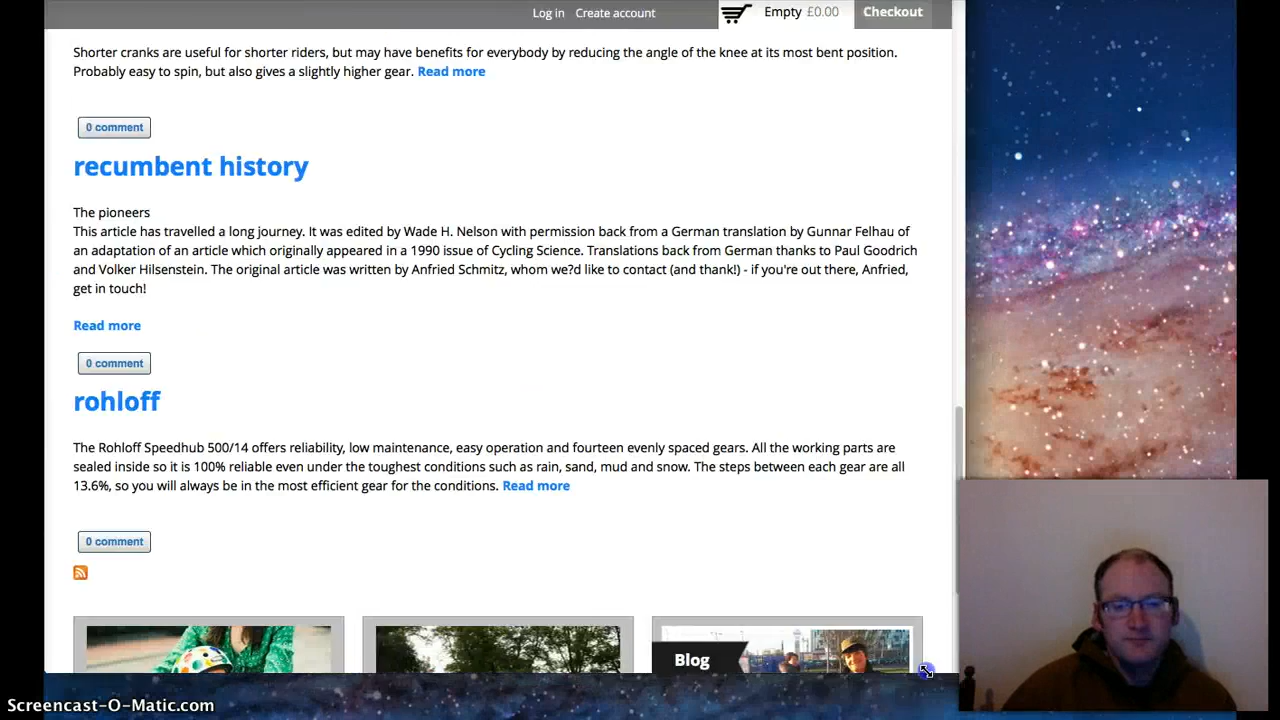 Log in Create account Empty £0.00 Checkout
Shorter cranks are useful for shorter riders, but may have benefits for everybody by reducing the angle of the knee at its most bent position.
Probably easy to spin, but also gives a slightly higher gear. Read more
0 comment
recumbent history
The pioneers
This article has travelled a long journey. It was edited by Wade H. Nelson with permission back from a German translation by Gunnar Felhau of
an adaptation of an article which originally appeared in a 1990 issue of Cycling Science. Translations back from German thanks to Paul Goodrich
and Volker Hilsenstein. The original article was written by Anfried Schmitz, whom we?d like to contact (and thank!) - if you're out there, Anfried,
get in touch!
Read more
0 comment
rohloff
The Rohloff Speedhub 500/14 offers reliability, low maintenance, easy operation and fourteen evenly spaced gears. All the working parts are
sealed inside so it is 100% reliable even under the toughest conditions such as rain, sand, mud and snow. The steps between each gear are all
13.6%, so you will always be in the most efficient gear for the conditions. Read more
0 comment
Blog
Screencast-O-Matic.com